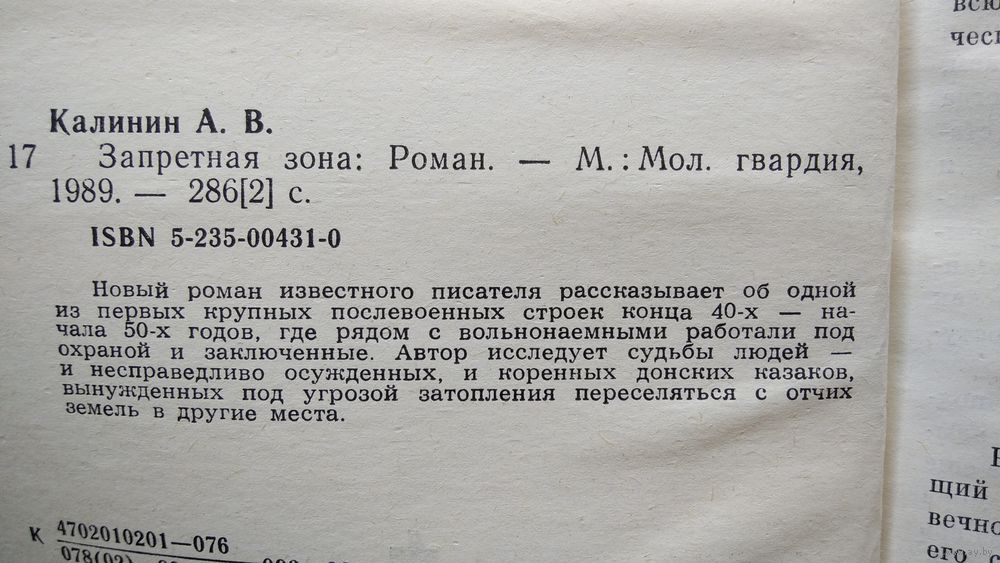 Калинин А. В.
17 Запретная зона: Роман. — М.: Мол. гвардия,
1989. — 286[2] с.
ISBN 5-235-00431-0
Новый роман известного писателя рассказывает об одной
из первых крупных послевоенных строек конца 40-х — на-
чала 50-х годов, где рядом с вольнонаемными работали под
охраной и заключенные. Автор исследует судьбы людей —
и несправедливо осужденных, и коренных донских казаков,
вынужденных под угрозой затопления переселяться с отчих
земель в другие места.
К 4702010201—076
078(02)
щий
вечно
его